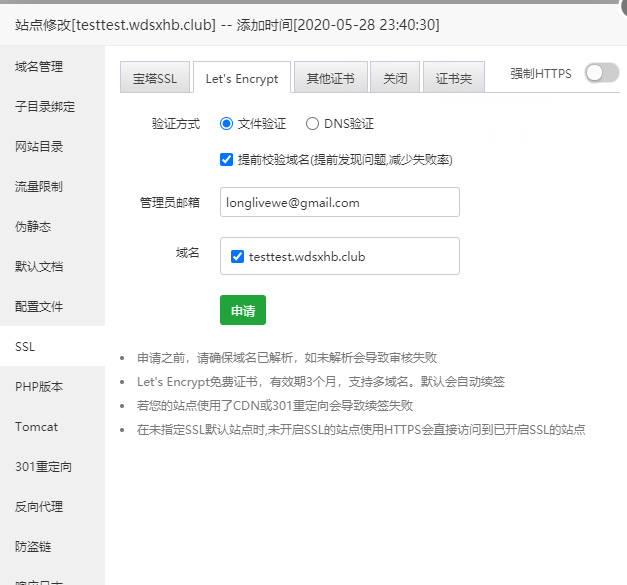 站点修改[testtest.wdsxhb.club] -- 添加时间[2020-05-28 23:40:30]
域名管理
子目录绑定
网站目录
流量限制
伪静态
默认文档
配置文件
SSL
PHP版本
Tomcat
301重定向
反向代理
防盗链
响应日志
宝塔SSL
Let's Encrypt
其他证书
关闭
证书夹
强制HTTPS
验证方式
文件验证
DNS验证
提前校验域名(提前发现问题,减少失败率)
管理员邮箱
longlivewe@gmail.com
域名
testtest.wdsxhb.club
申请
申请之前，请确保域名已解析，如未解析会导致审核失败
Let's Encrypt免费证书，有效期3个月，支持多域名。默认会自动续签
若您的站点使用了CDN或301重定向会导致续签失败
在未指定SSL默认站点时,未开启SSL的站点使用HTTPS会直接访问到已开启SSL的站点